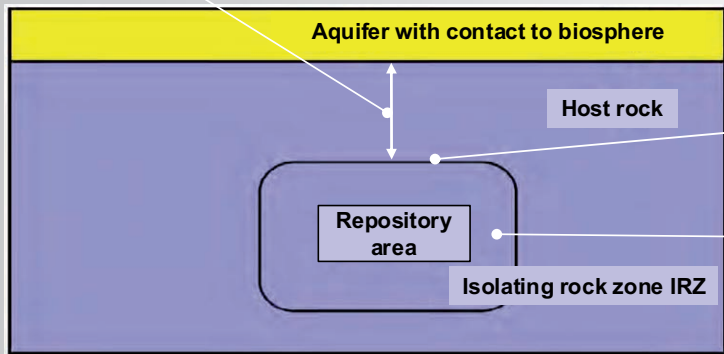 Aquifer with contact to biosphere
Host rock
Repository
area
Isolating rock zone IRZ